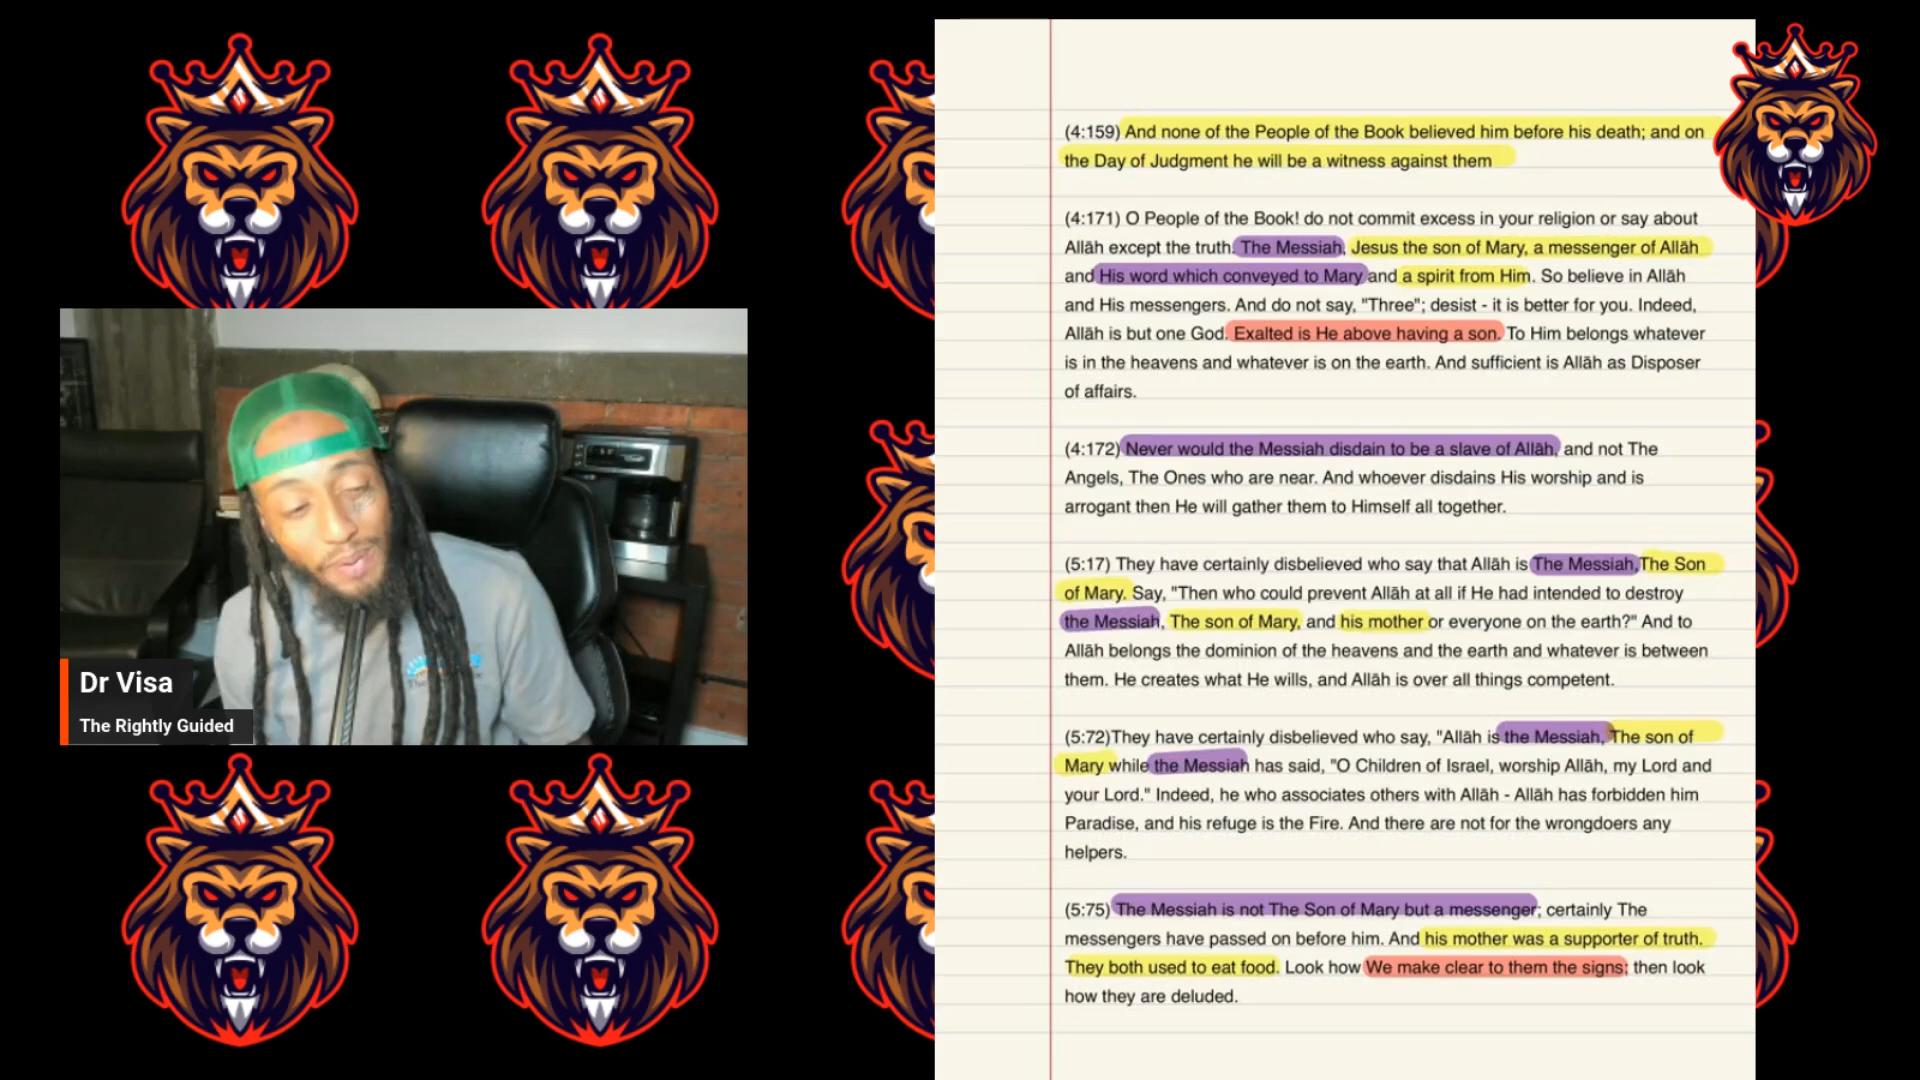 (4:159) And none of the People of the Book believed him before his death; and on
the Day of Judgment he will be a witness against them
(4:171) O People of the Book! do not commit excess in your religion or say about
Allāh except the truth. The Messiah, Jesus the son of Mary, a messenger of Allāh
and His word which conveyed to Mary and a spirit from Him. So believe in Allāh
and His messengers. And do not say, "Three"; desist - it is better for you. Indeed,
Allāh is but one God. Exalted is He above having a son. To Him belongs whatever
is in the heavens and whatever is on the earth. And sufficient is Allāh as Disposer
of affairs.
(4:172) Never would the Messiah disdain to be a slave of Allāh, and not The
Angels, The Ones who are near. And whoever disdains His worship and is
arrogant then He will gather them to Himself all together.
(5:17) They have certainly disbelieved who say that Allāh is The Messiah,The Son
of Mary. Say, "Then who could prevent Allāh at all if He had intended to destroy
the Messiah, The son of Mary, and his mother or everyone on the earth?" And to
Allāh belongs the dominion of the heavens and the earth and whatever is between
them. He creates what He wills, and Allāh is over all things competent.
(5:72)They have certainly disbelieved who say, "Allāh is the Messiah, The son of
Mary while the Messiah has said, "O Children of Israel, worship Allāh, my Lord and
your Lord." Indeed, he who associates others with Allāh - Allāh has forbidden him
Paradise, and his refuge is the Fire. And there are not for the wrongdoers any
helpers.
(5:75) The Messiah is not The Son of Mary but a messenger; certainly The
messengers have passed on before him. And his mother was a supporter of truth.
They both used to eat food. Look how We make clear to them the signs; then look
how they are deluded.
Dr Visa
The Rightly Guided